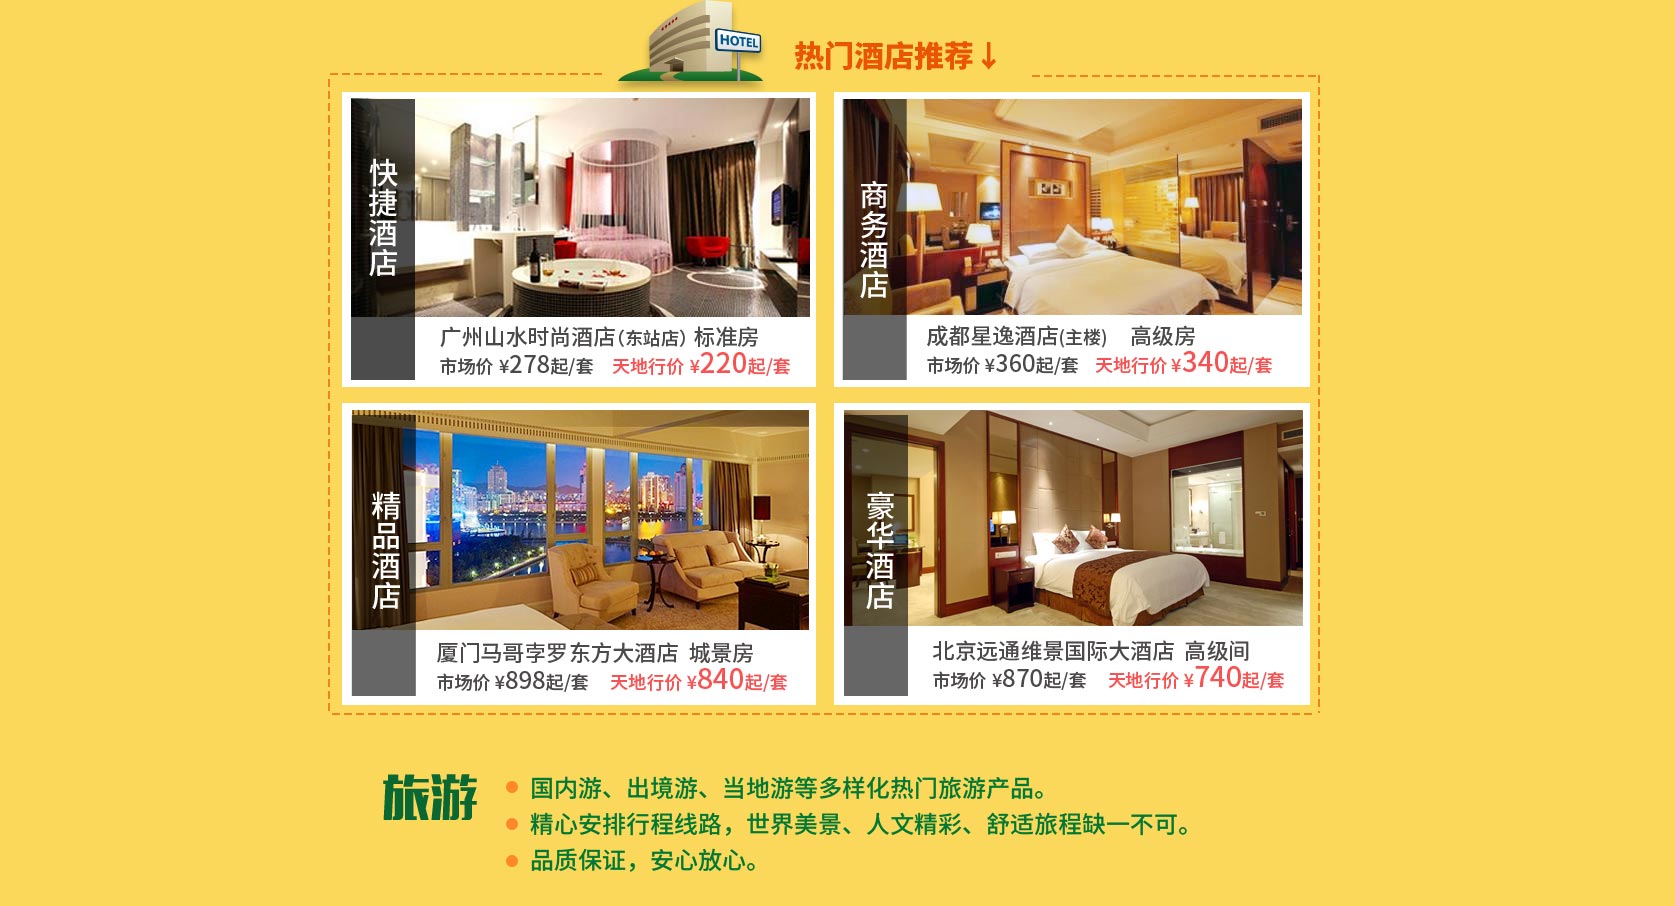 HOTEL
热门酒店推荐↓
快捷酒店
广州山水时尚酒店(东站店) 标准房
市场价 ¥278起/套 天地行价 ¥220起/套
商务酒店
成都星逸酒店(主楼) 高级房
市场价 ¥360起/套 天地行价 ¥340起/套
精品酒店
厦门马哥孛罗东方大酒店 城景房
市场价 ¥898起/套 天地行价 ¥840起/套
豪华酒店
北京远通维景国际大酒店 高级间
市场价 ¥870起/套 天地行价 ¥740起/套
旅游
国内游、出境游、当地游等多样化热门旅游产品。
精心安排行程线路，世界美景、人文精彩、舒适旅程缺一不可。
品质保证，安心放心。